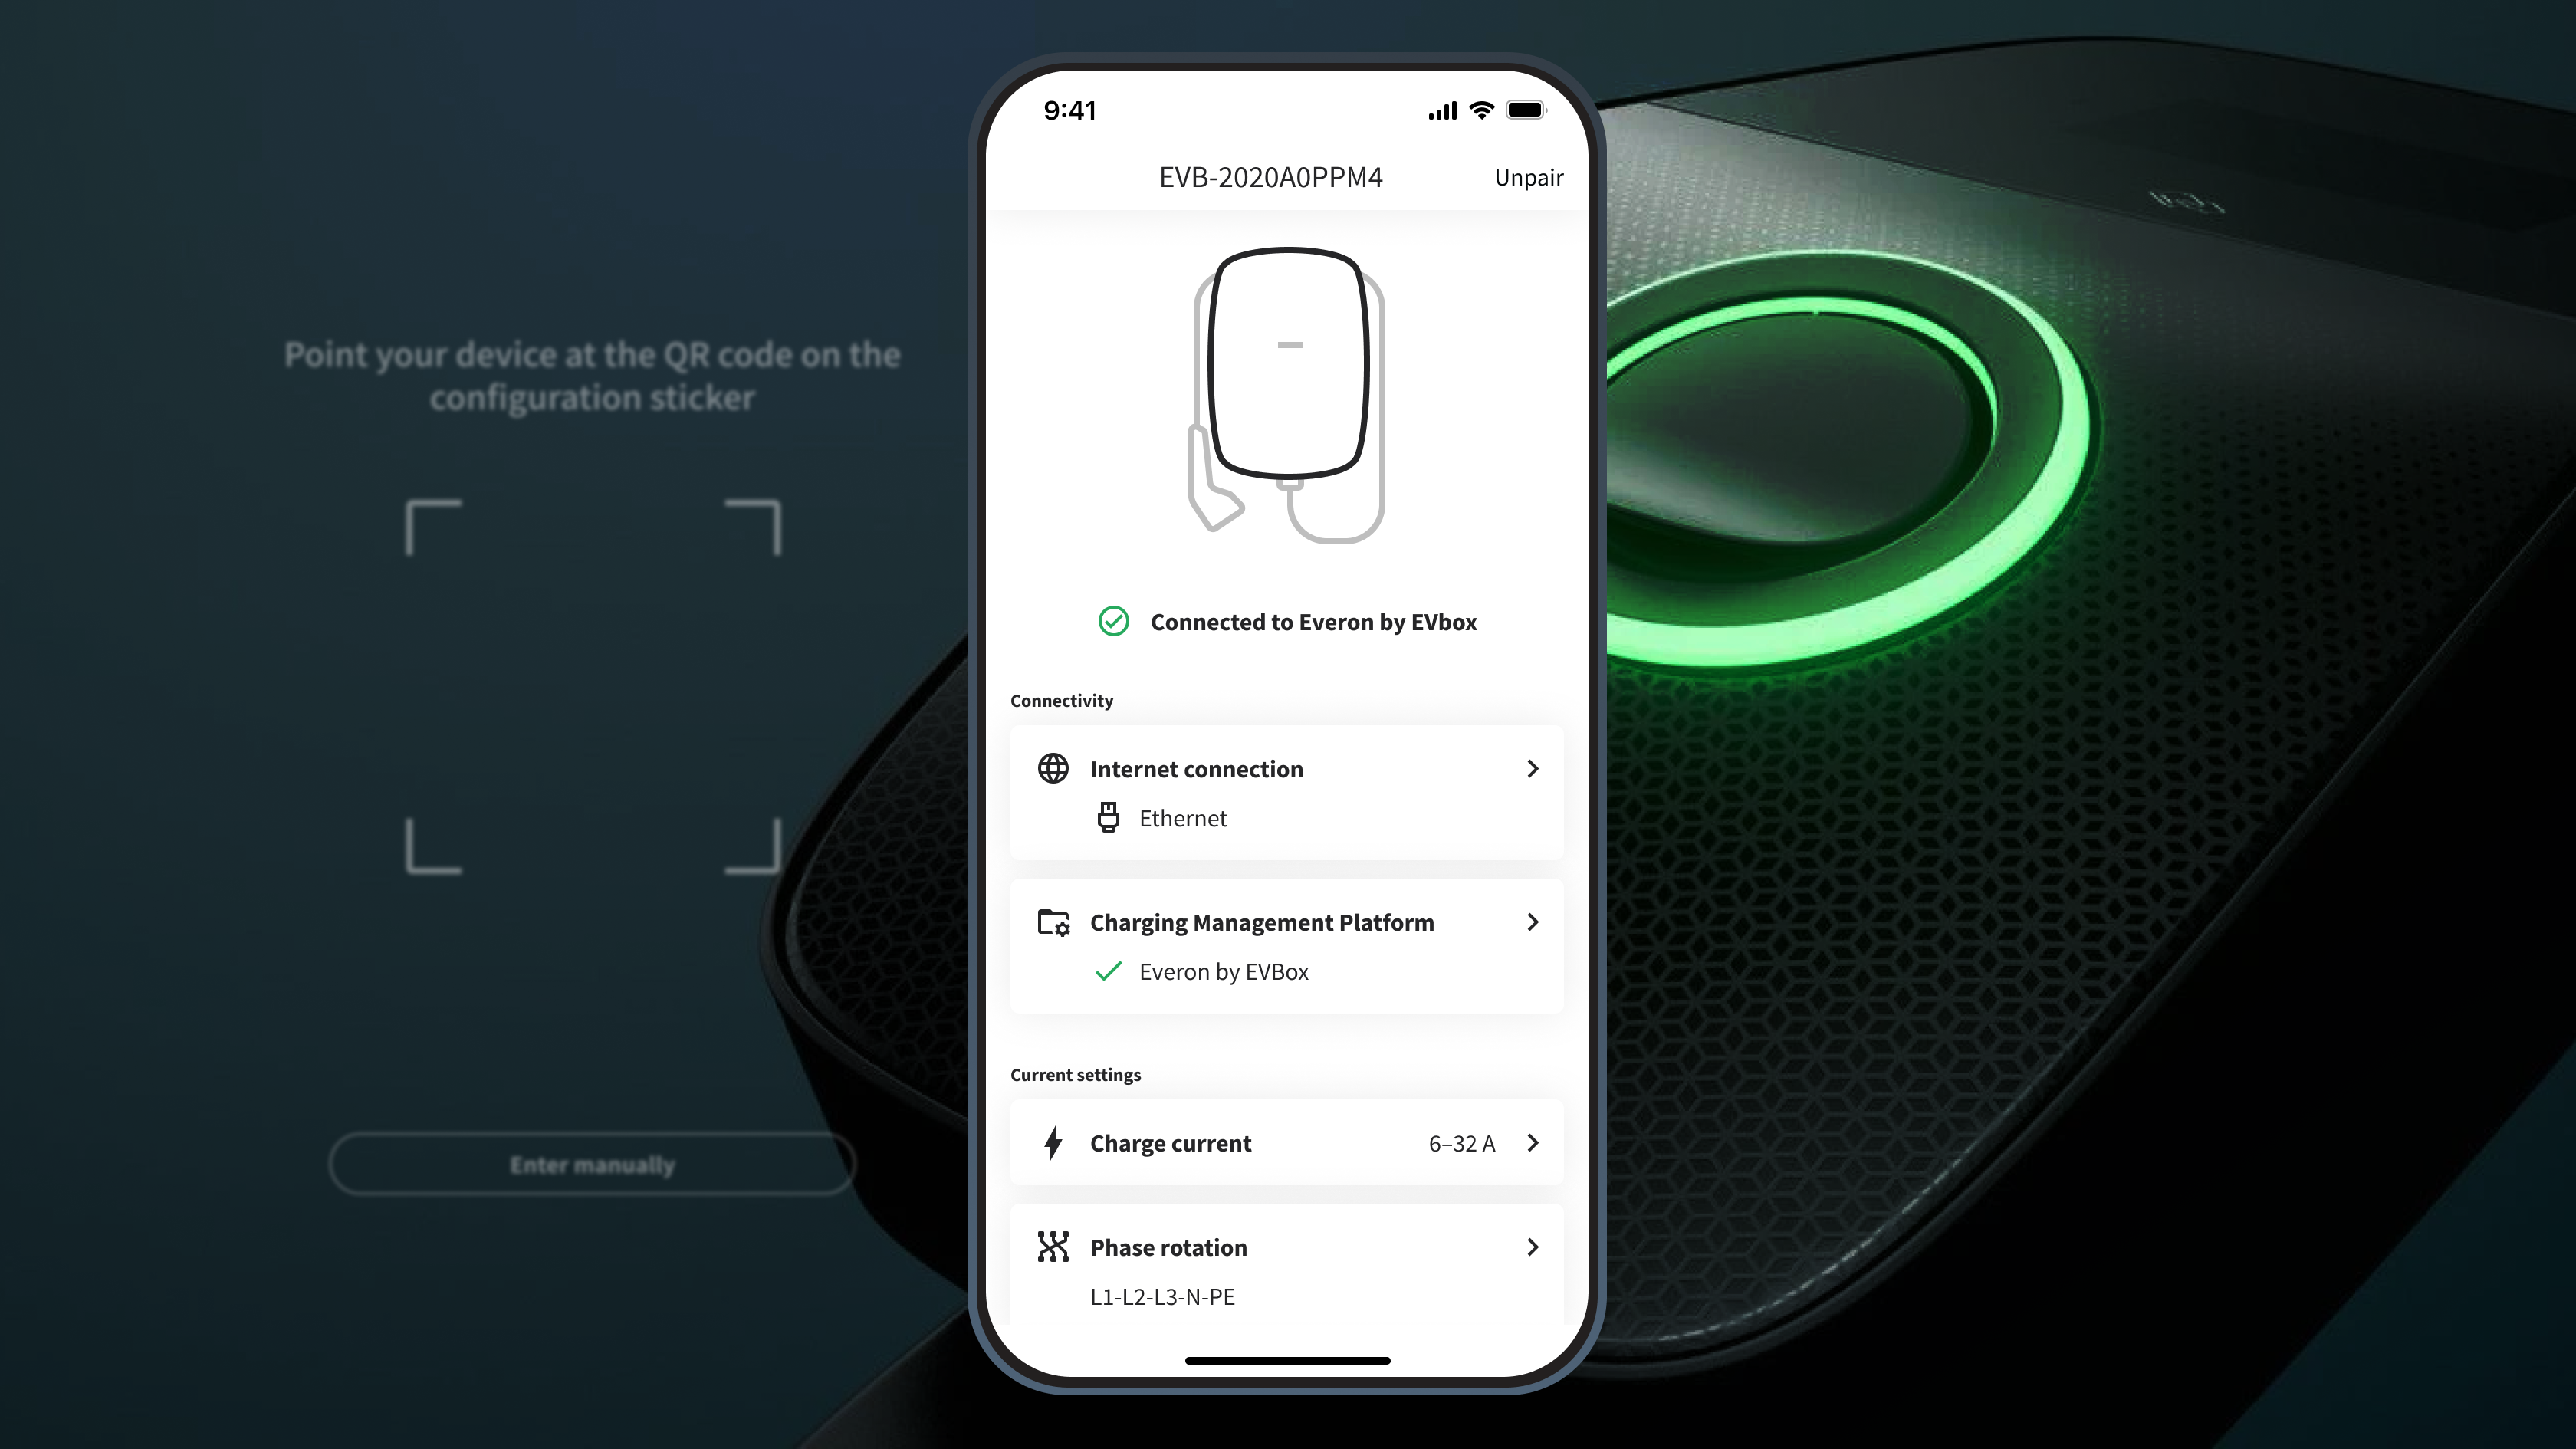 Point your device at the QR code on the
configuration sticker
Enter manually
9:41
EVB-2020A0PPM4
Unpair
Connected to Everon by EVbox
Connectivity
Internet connection
Ethernet
Charging Management Platform
Everon by EVBox
Current settings
Charge current
6–32 A
Phase rotation
L1-L2-L3-N-PE